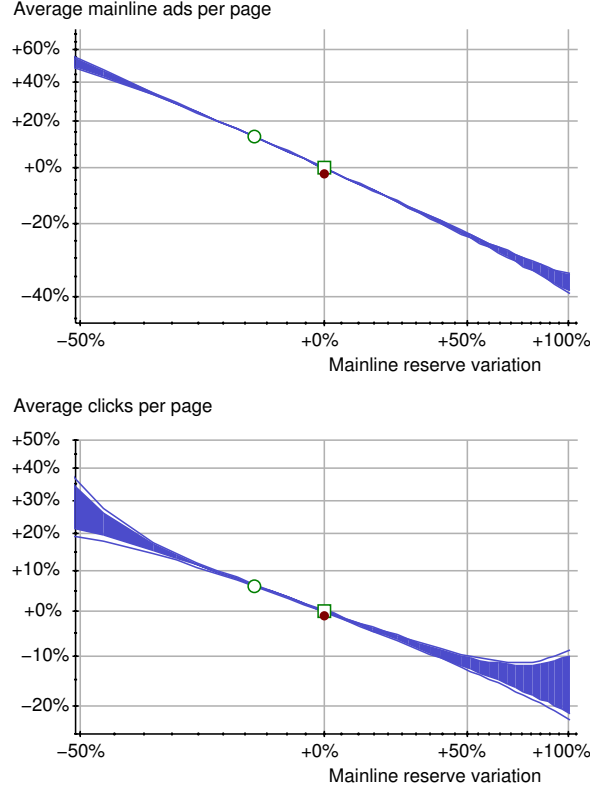 Average mainline ads per page
+60%
+40%
+20%
+0%
−20%
−40%
−50% +0% +50% +100%
Mainline reserve variation
Average clicks per page
+50%
+40%
+30%
+20%
+10%
+0%
−10%
−20%
−50% +0% +50% +100%
Mainline reserve variation